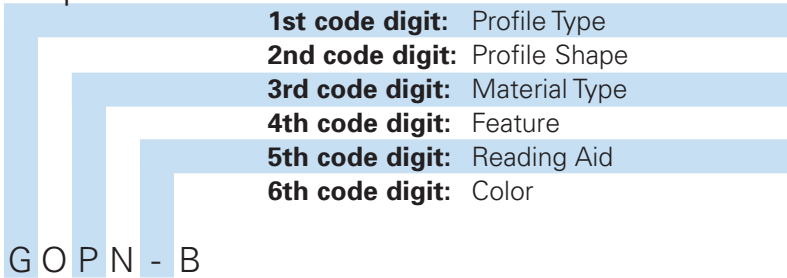 1st code digit: Profile Type
2nd code digit: Profile Shape
3rd code digit: Material Type
4th code digit: Feature
5th code digit: Reading Aid
6th code digit: Color
G O P N - B